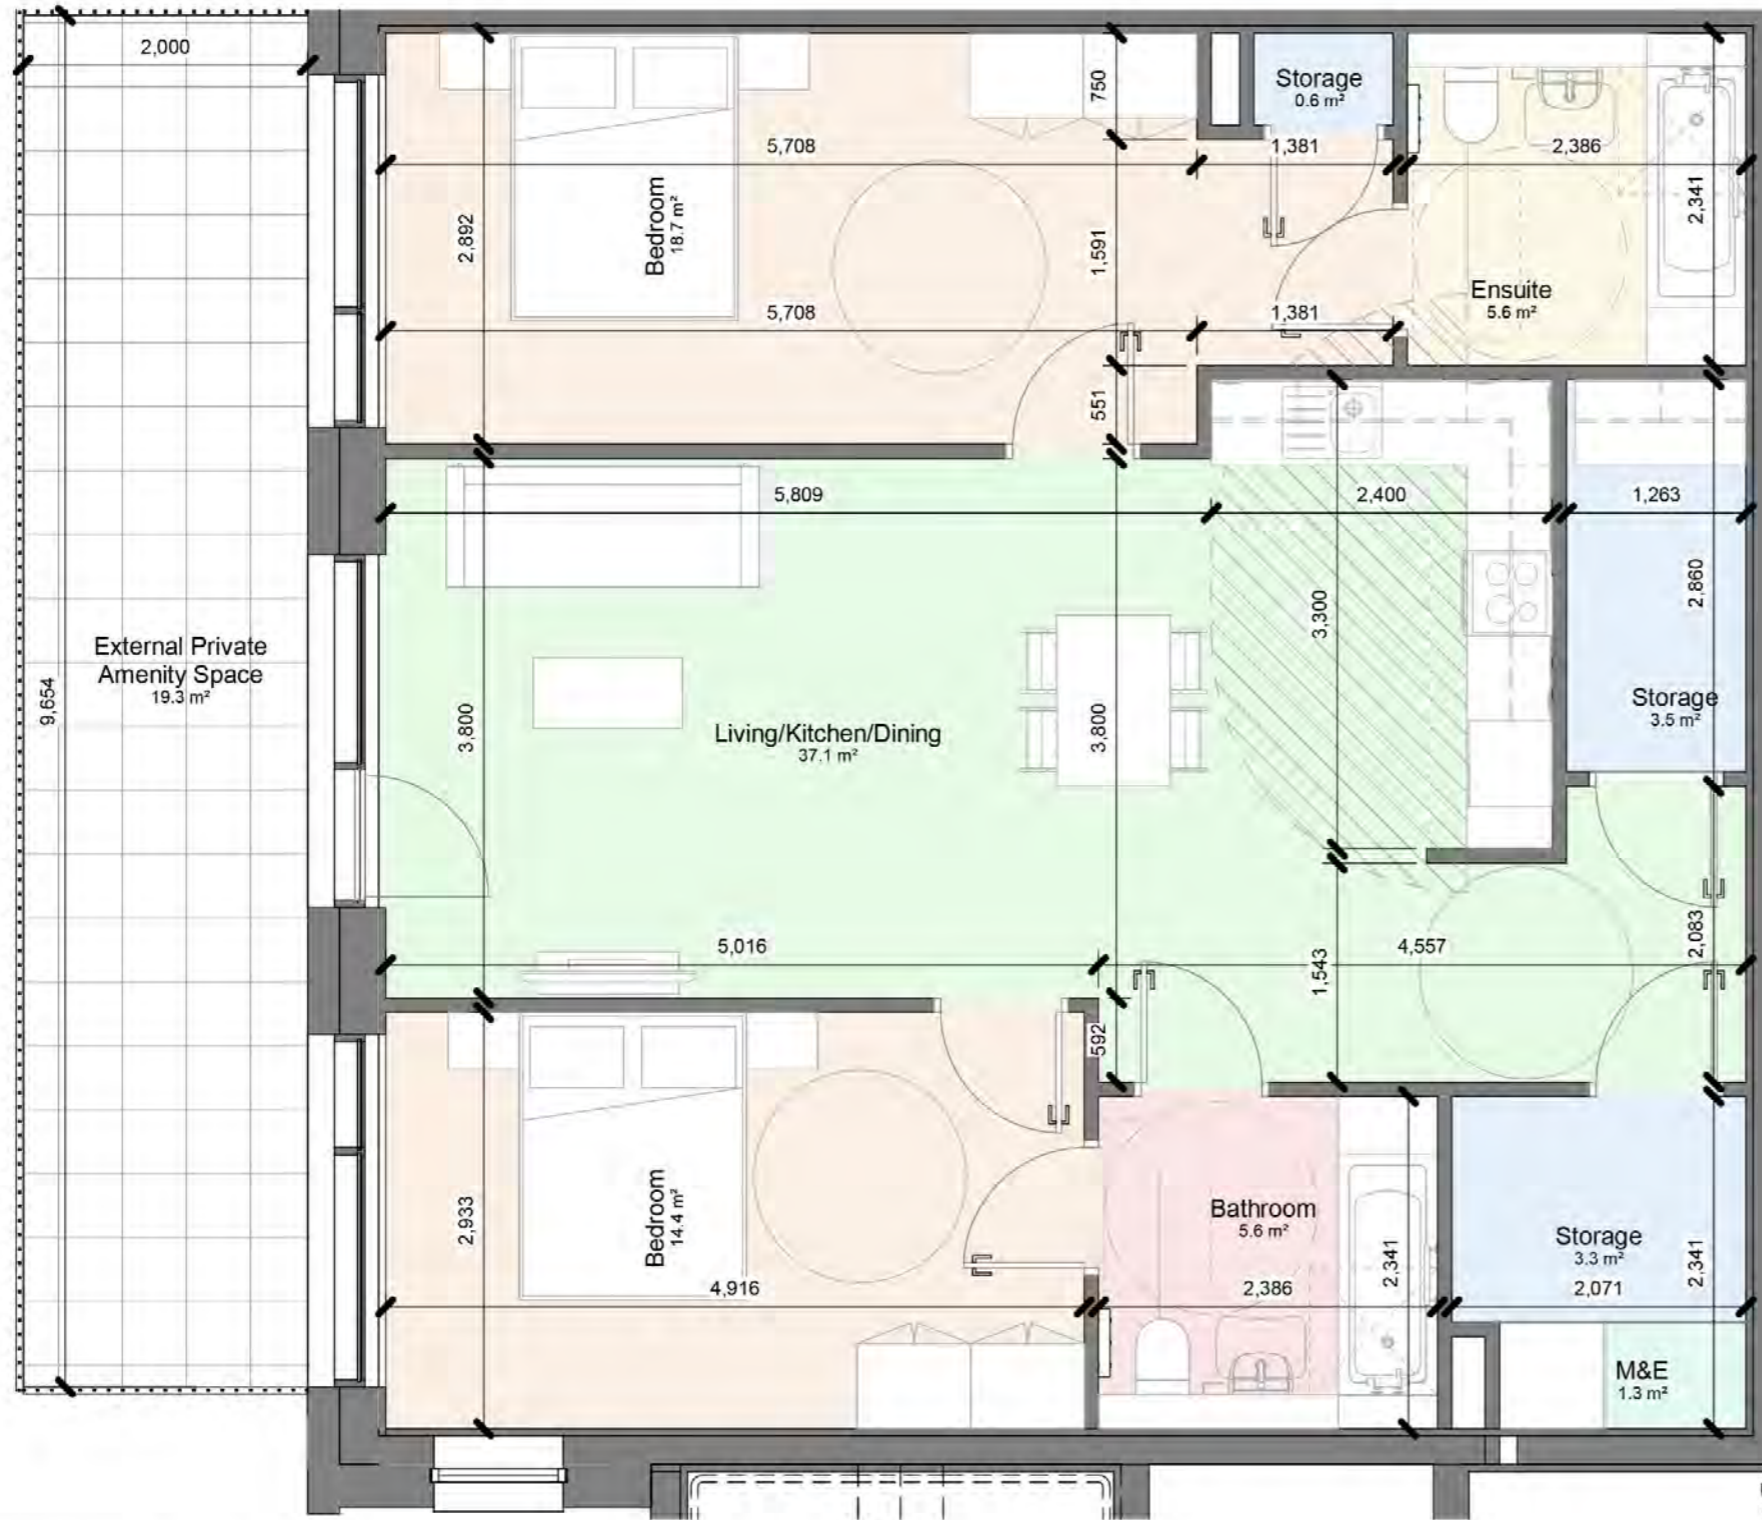 2,000
750
Storage
0.6 m²
5,708
1,381
2,386
Bedroom
18.7 m²
2,892
1,591
2,341
Ensuite
5.6 m²
5,708
1,381
551
5,809
2,400
1,263
2,860
3,300
External Private
Amenity Space
19.3 m²
9,654
3,800
Living/Kitchen/Dining
37.1 m²
3,800
Storage
3.5 m²
5,016
4,557
2,083
1,543
592
Bedroom
14.4 m²
2,933
4,916
Bathroom
5.6 m²
2,386
2,341
Storage
3.3 m²
2,071
2,341
M&E
1.3 m²